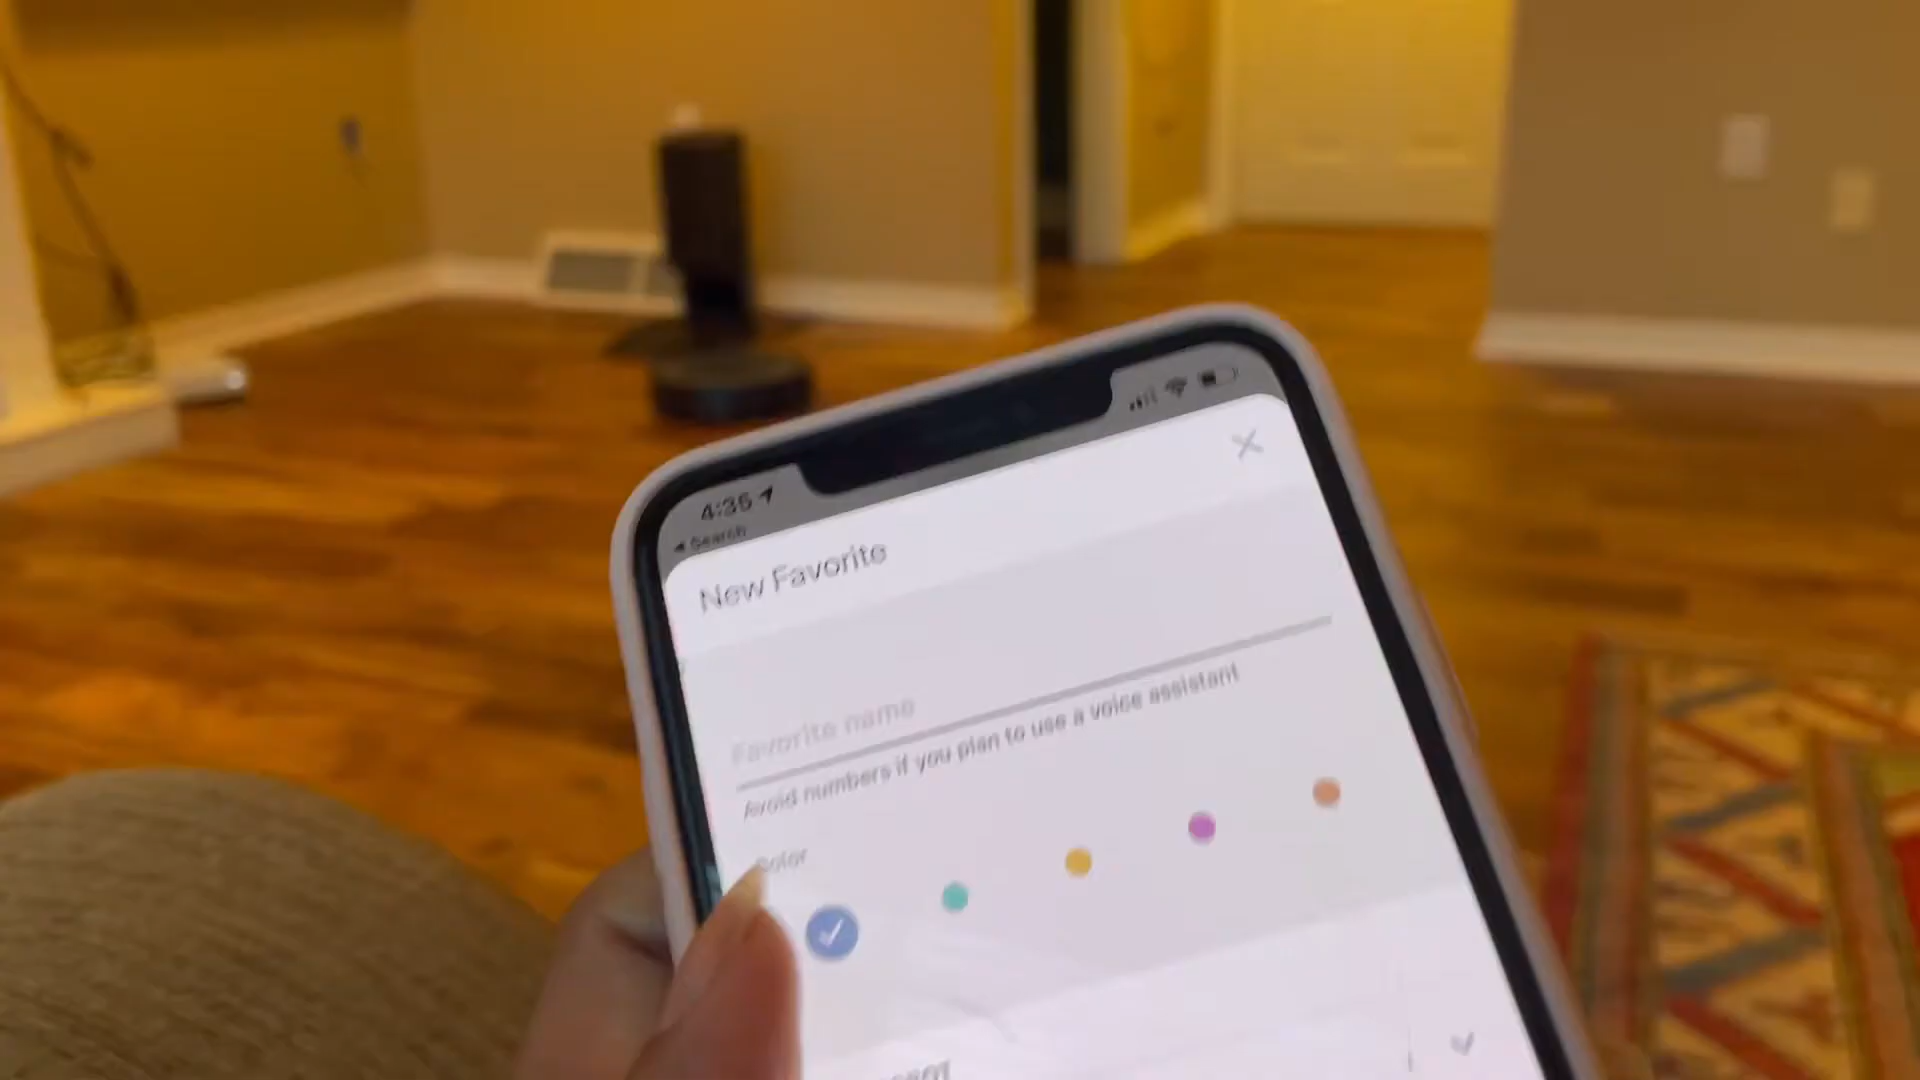 4:35
Search
New Favorite
Favorite name
Avoid numbers if you plan to use a voice assistant
Color